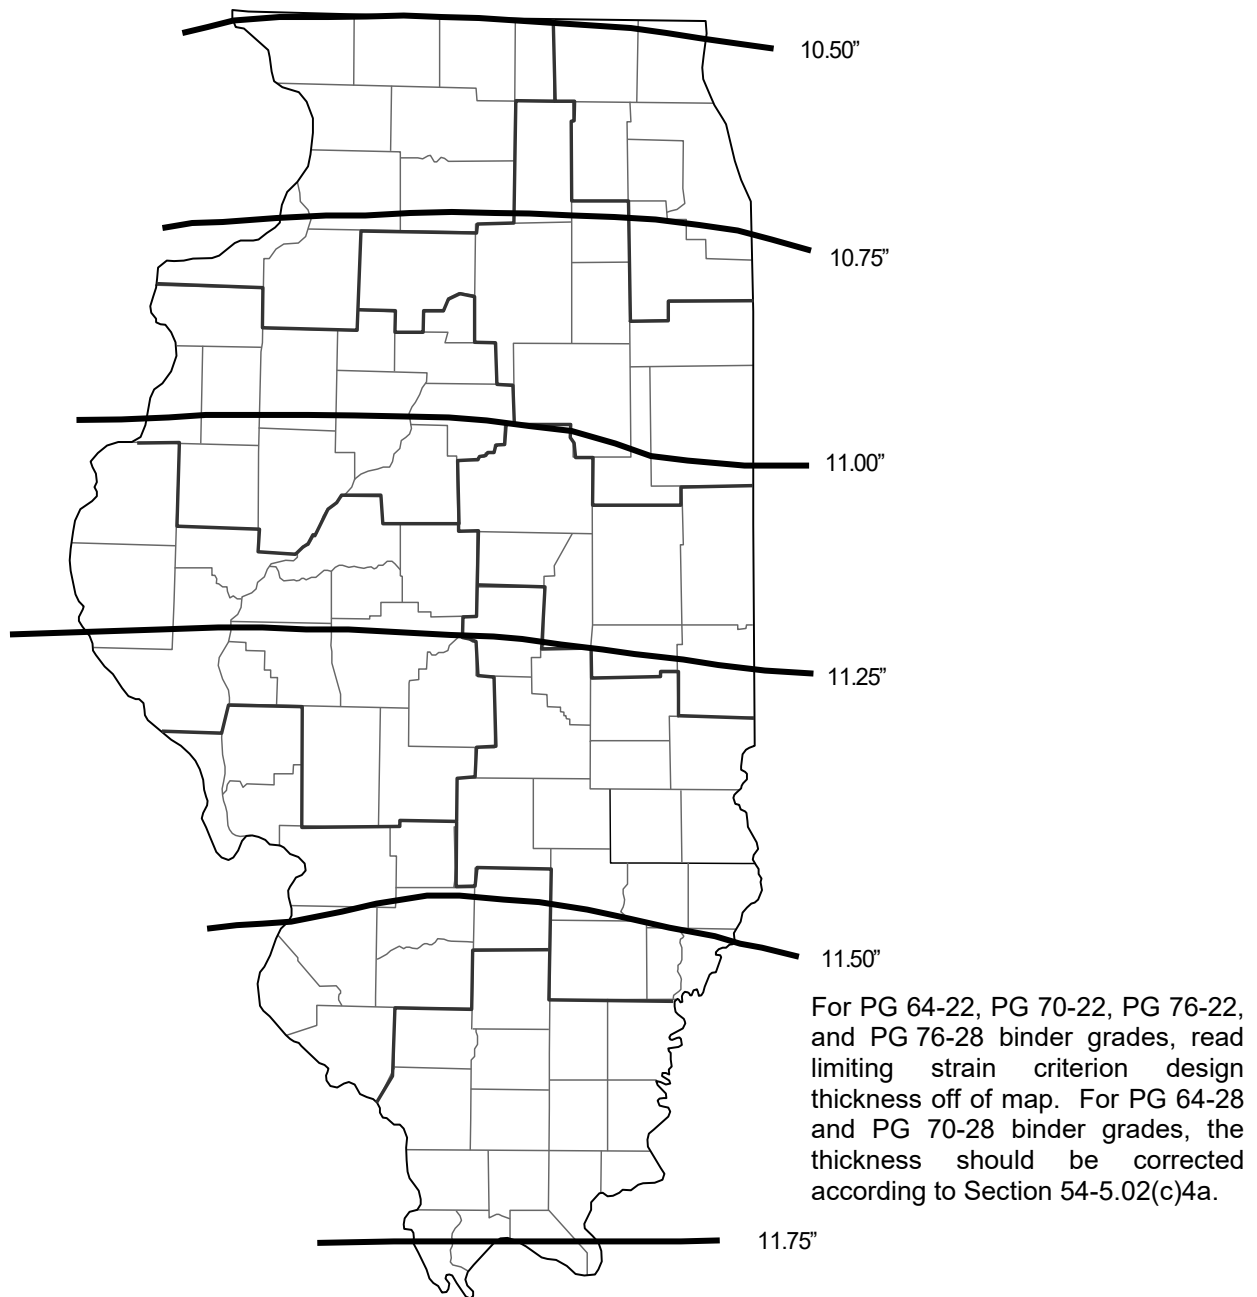 10.50”
10.75”
11.00”
11.25”
11.50”
For PG 64-22, PG 70-22, PG 76-22,
and PG 76-28 binder grades, read
limiting strain criterion design
thickness off of map. For PG 64-28
and PG 70-28 binder grades, the
thickness should be corrected
according to Section 54-5.02(c)4a.
11.75”